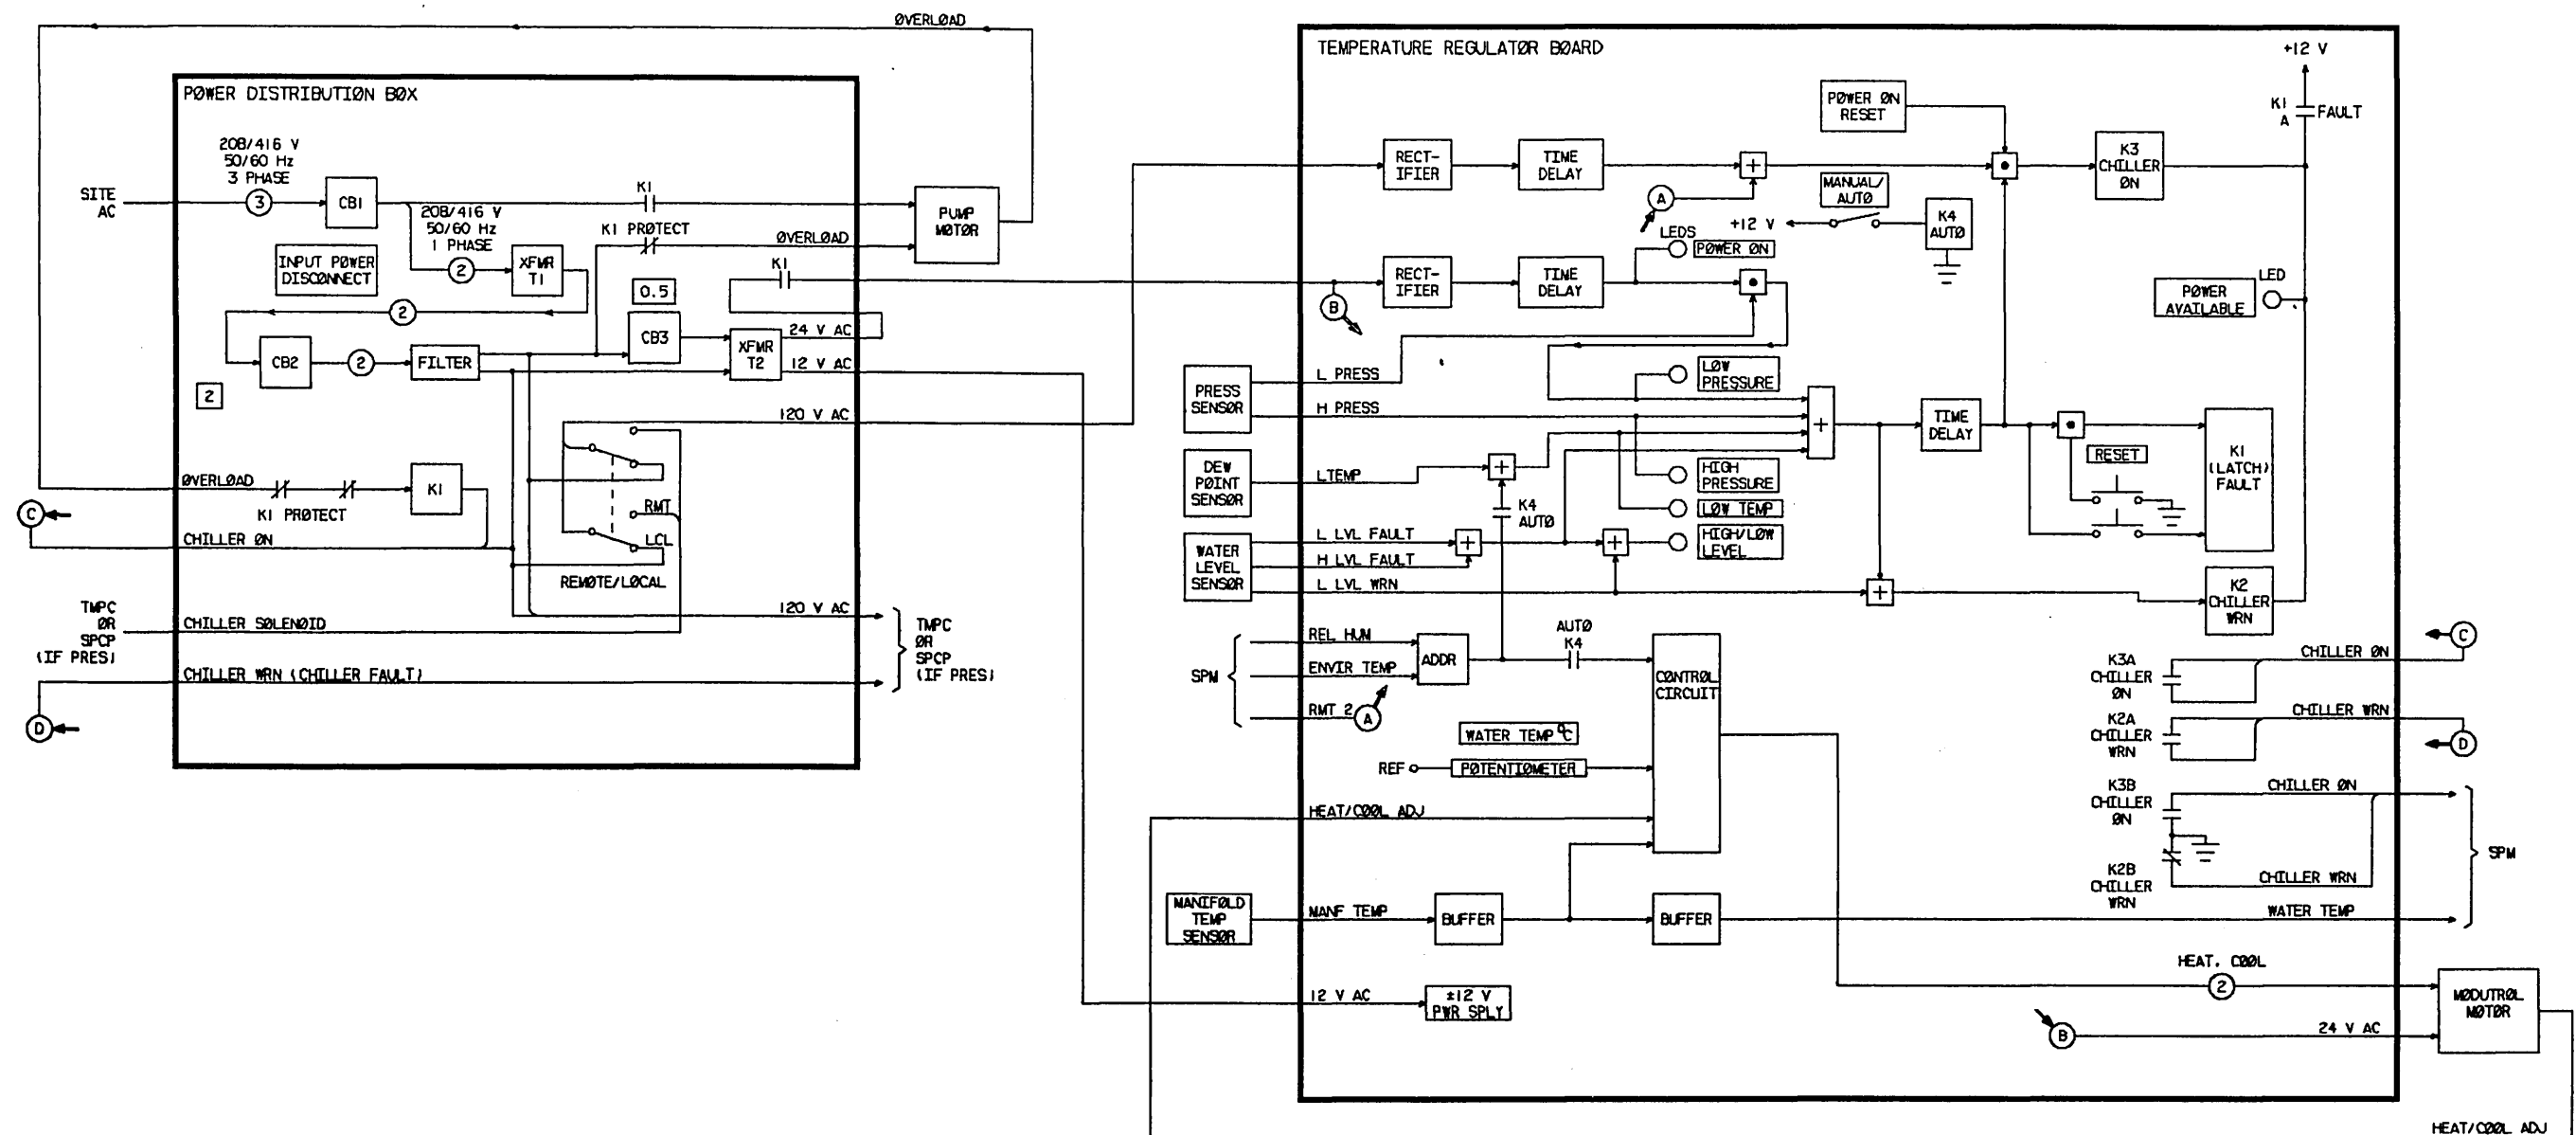 ØVERLØAD
PØWER DISTRIBUTIØN BØX
208/416 V
50/60 Hz
3 PHASE
SITE
AC
3
CB1
K1
208/416 V
50/60 Hz
1 PHASE
K1 PRØTECT
ØVERLØAD
PUMP
MØTØR
INPUT PØWER
DISCØNNECT
2
XFMR
T1
K1
0.5
2
CB3
24 V AC
XFMR
T2
12 V AC
CB2
2
FILTER
2
120 V AC
ØVERLØAD
K1
K1 PRØTECT
RMT
LCL
C
CHILLER ØN
REMØTE/LØCAL
120 V AC
TMPC
ØR
SPCP
(IF PRES)
CHILLER SØLENØID
TMPC
ØR
SPCP
(IF PRES)
CHILLER WRN (CHILLER FAULT)
D
TEMPERATURE REGULATØR BØARD
+12 V
K1
A
FAULT
PØWER ØN
RESET
RECT-
IFIER
TIME
DELAY
+
•
K3
CHILLER
ØN
A
MANUAL/
AUTØ
+12 V
K4
AUTØ
LEDS
PØWER ØN
RECT-
IFIER
TIME
DELAY
•
B
LED
PØWER
AVAILABLE
PRESS
SENSØR
L PRESS
H PRESS
LØW
PRESSURE
+
TIME
DELAY
•
K1
(LATCH)
FAULT
RESET
DEW
PØINT
SENSØR
LTEMP
+
HIGH
PRESSURE
K4
AUTØ
LØW TEMP
WATER
LEVEL
SENSØR
L LVL FAULT
+
+
HIGH/LØW
LEVEL
H LVL FAULT
L LVL WRN
+
K2
CHILLER
WRN
SPM
REL HUM
ENVIR TEMP
RMT 2
A
ADDR
AUTØ
K4
CØNTRØL
CIRCUIT
WATER TEMP °C
REF
PØTENTIØMETER
HEAT/CØØL ADJ
C
K3A
CHILLER
ØN
CHILLER ØN
K2A
CHILLER
WRN
CHILLER WRN
D
K3B
CHILLER
ØN
CHILLER ØN
K2B
CHILLER
WRN
CHILLER WRN
SPM
MANIFØLD
TEMP
SENSØR
MANF TEMP
BUFFER
BUFFER
WATER TEMP
12 V AC
±12 V
PWR SPLY
HEAT. CØØL
2
MØDUTRØL
MØTØR
B
24 V AC
HEAT/CØØL ADJ